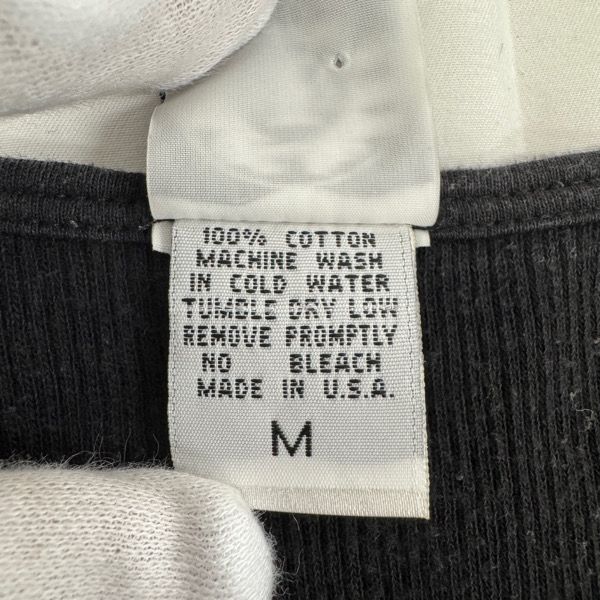 100% COTTON
MACHINE WASH
IN COLD WATER
TUMBLE DRY LOW
REMOVE PROMPTLY
NO BLEACH
MADE IN U.S.A.
M